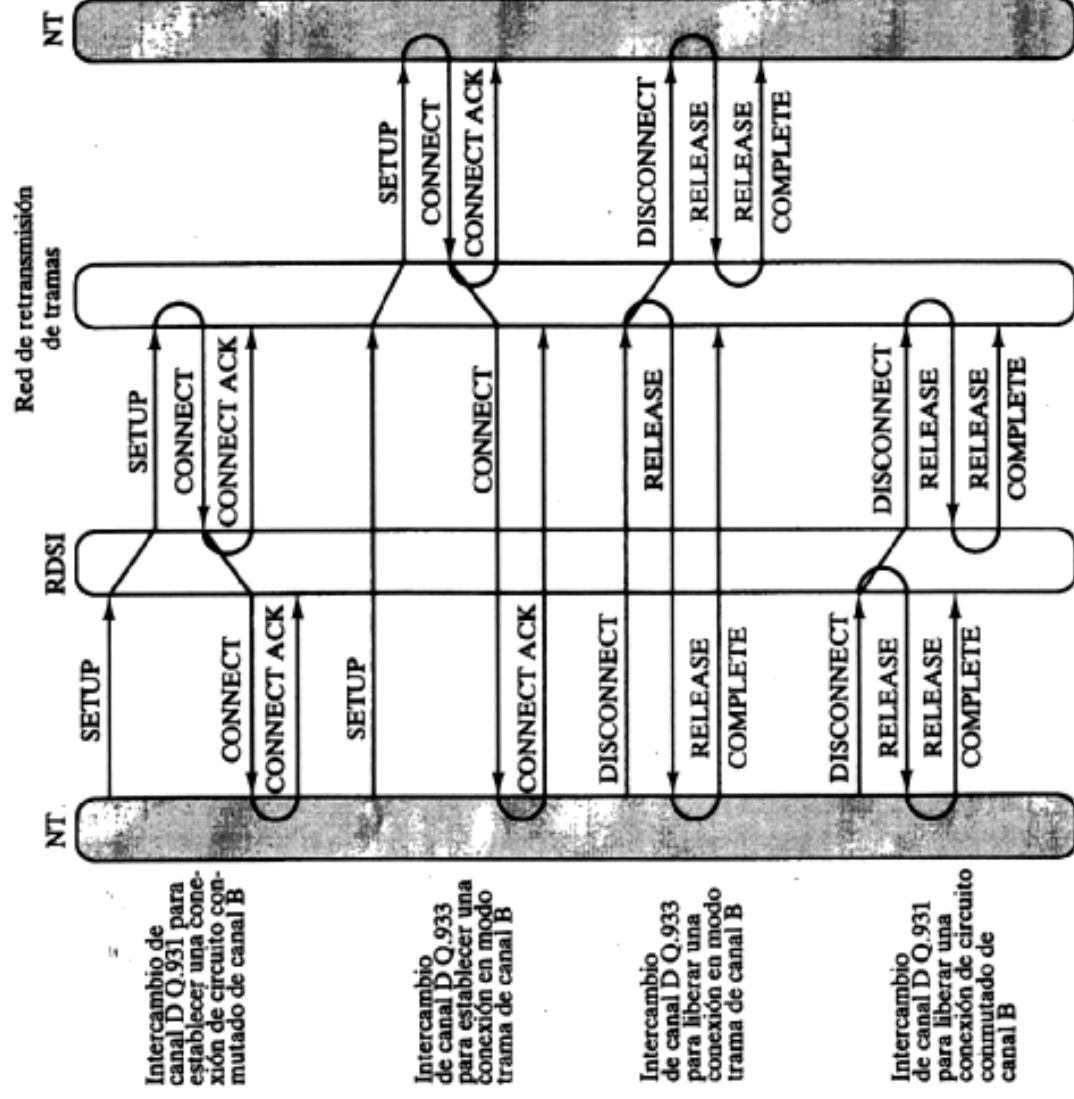 Red de retransmisión
de tramas
NT
RDSI
NT
Intercambio de
canal D Q.931 para
establecer una cone-
xión de circuito con-
mutado de canal B
SETUP
SETUP
CONNECT
CONNECT ACK
CONNECT
CONNECT ACK
Intercambio
de canal D Q.933
para establecer una
conexión en modo
trama de canal B
SETUP
SETUP
CONNECT
CONNECT ACK
CONNECT
CONNECT ACK
Intercambio
de canal D Q.933
para liberar una
conexión en modo
trama de canal B
DISCONNECT
DISCONNECT
RELEASE
RELEASE
RELEASE
COMPLETE
RELEASE
COMPLETE
Intercambio
de canal D Q.931
para liberar una
conexión de circuito
conmutado de
canal B
DISCONNECT
RELEASE
RELEASE
COMPLETE
DISCONNECT
RELEASE
RELEASE
COMPLETE